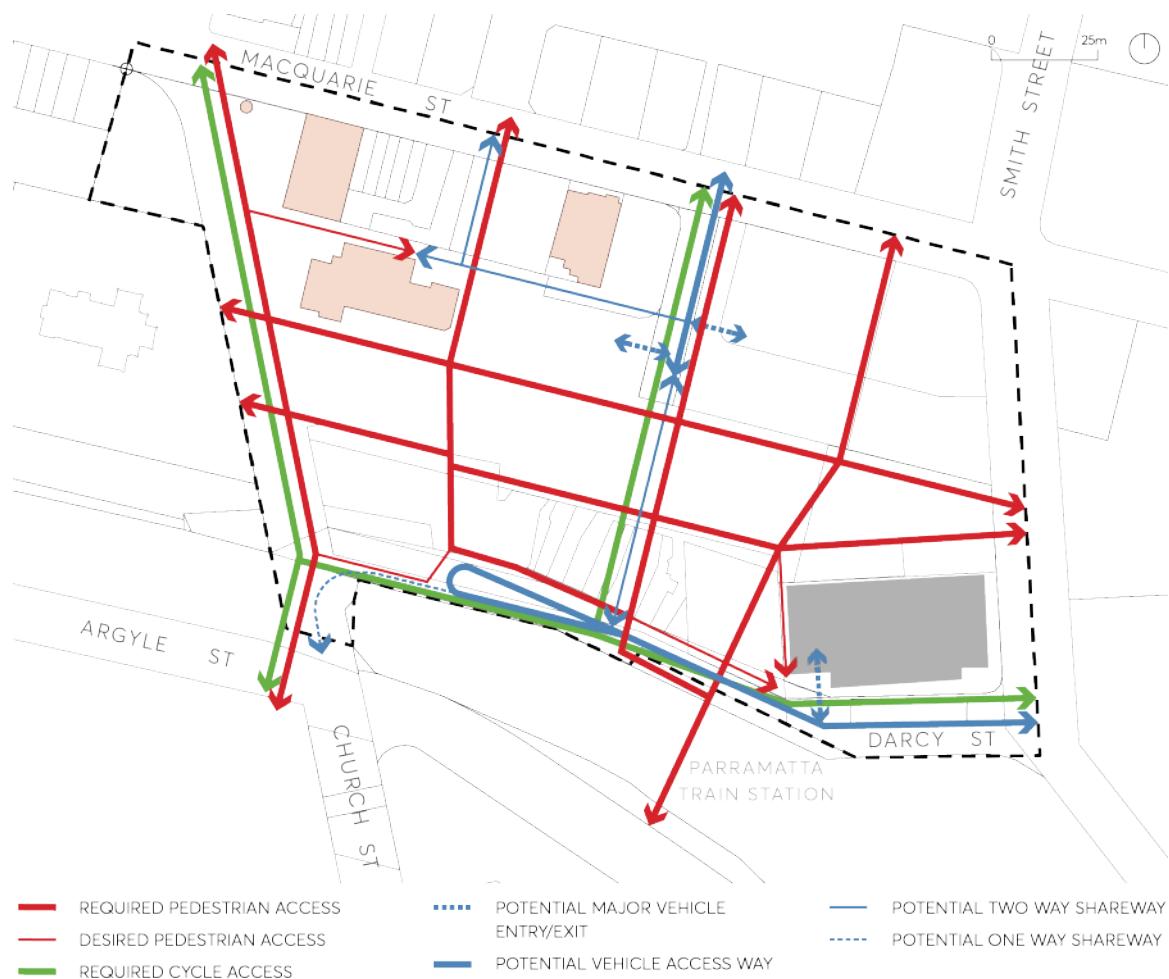 0 25m
MACQUARIE ST
SMITH STREET
ARGYLE ST
CHURCH ST
DARCY ST
PARRAMATTA
TRAIN STATION
REQUIRED PEDESTRIAN ACCESS
DESIRED PEDESTRIAN ACCESS
REQUIRED CYCLE ACCESS
POTENTIAL MAJOR VEHICLE
ENTRY/EXIT
POTENTIAL VEHICLE ACCESS WAY
POTENTIAL TWO WAY SHAREWAY
POTENTIAL ONE WAY SHAREWAY